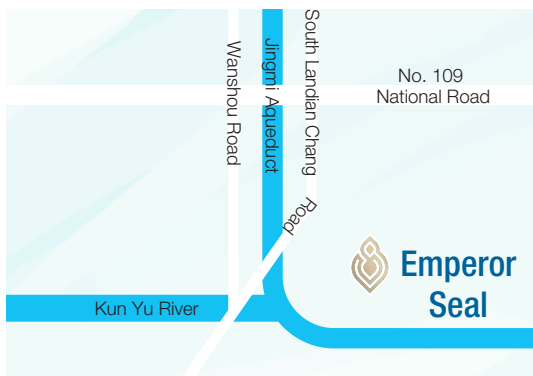 Wanshou Road
Jingmi Aqueduct
South Landian Chang
Road
No. 109
National Road
Kun Yu River
Emperor
Seal